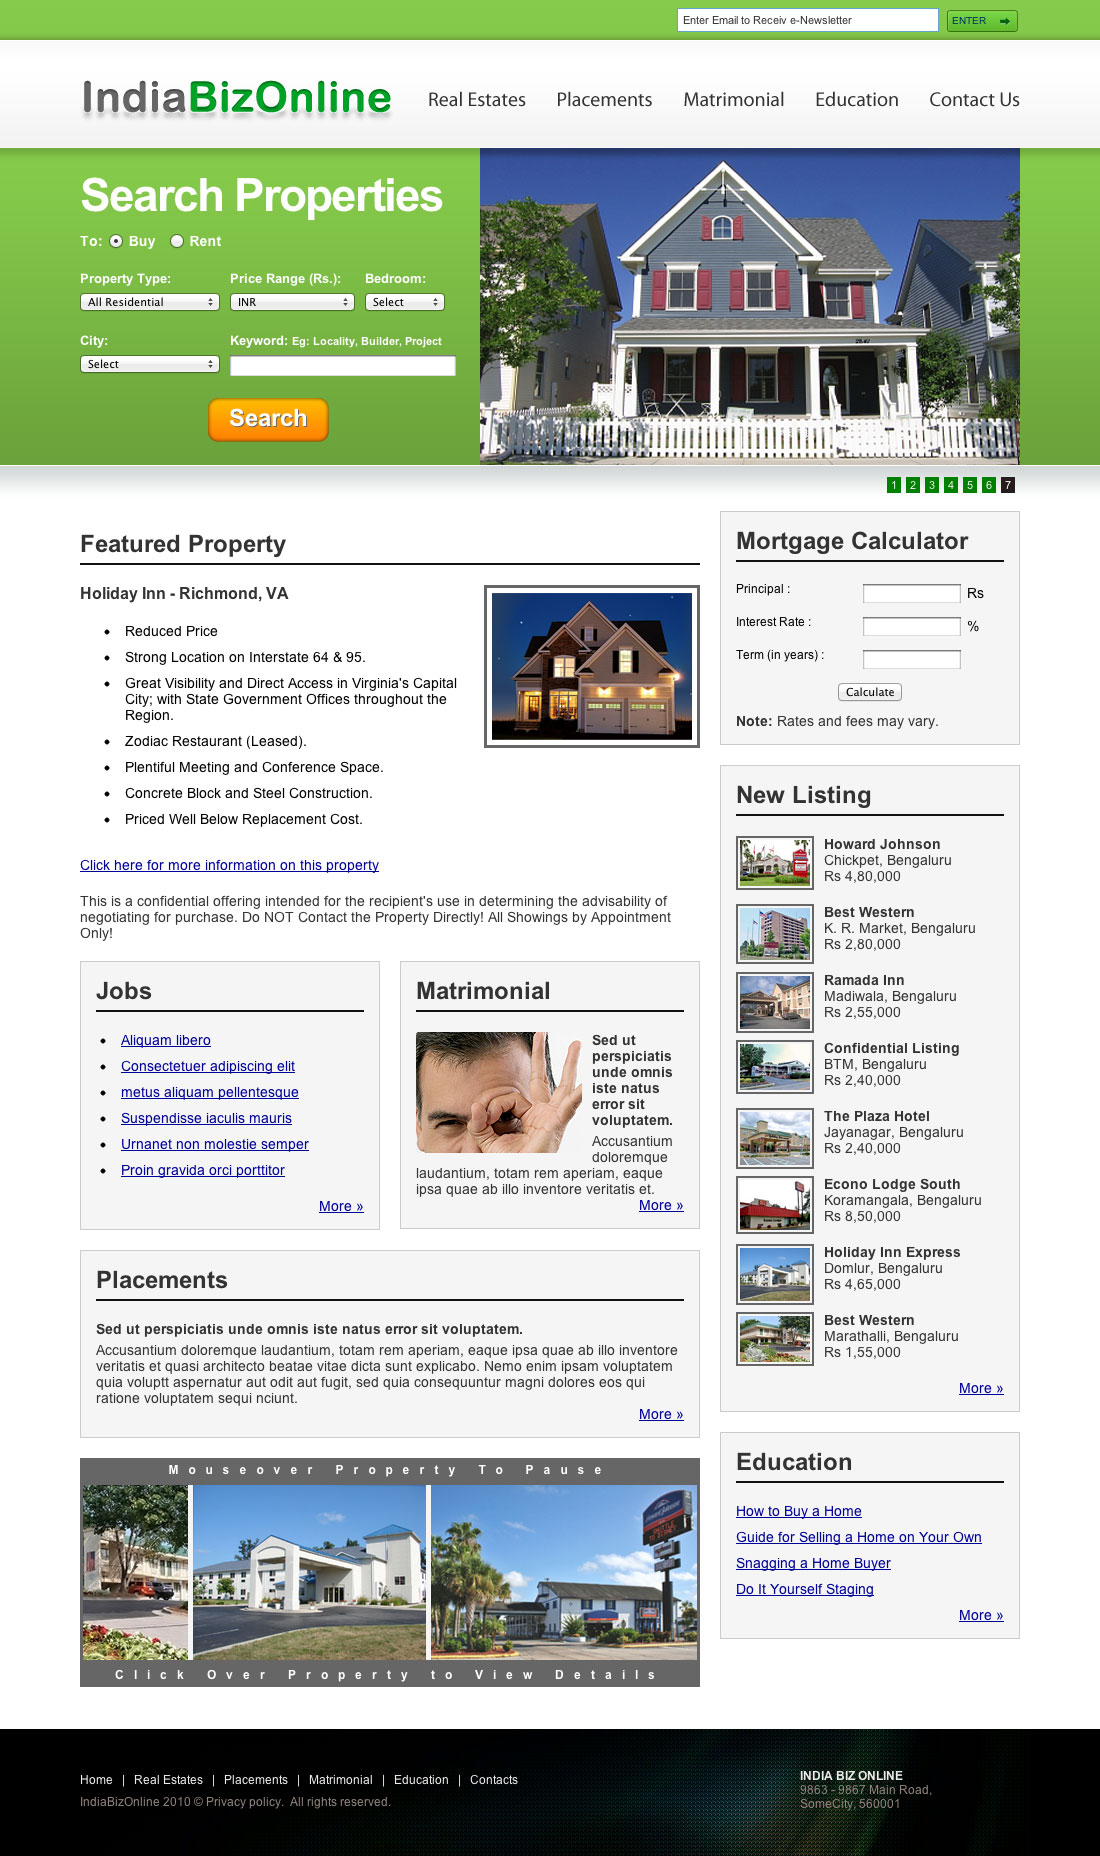 Enter Email to Receiv e-Newsletter
ENTER
IndiaBizOnline
Real Estates
Placements
Matrimonial
Education
Contact Us
Search Properties
To: Buy Rent
Property Type: Price Range (Rs.): Bedroom:
All Residential INR Select
City: Keyword: Eg: Locality, Builder, Project
Select
Search
1 2 3 4 5 6 7
Featured Property
Holiday Inn - Richmond, VA
Reduced Price
Strong Location on Interstate 64 & 95.
Great Visibility and Direct Access in Virginia's Capital
City; with State Government Offices throughout the
Region.
Zodiac Restaurant (Leased).
Plentiful Meeting and Conference Space.
Concrete Block and Steel Construction.
Priced Well Below Replacement Cost.
Click here for more information on this property
This is a confidential offering intended for the recipient's use in determining the advisability of
negotiating for purchase. Do NOT Contact the Property Directly! All Showings by Appointment
Only!
Jobs
Aliquam libero
Consectetuer adipiscing elit
metus aliquam pellentesque
Suspendisse iaculis mauris
Urnanet non molestie semper
Proin gravida orci porttitor
More »
Matrimonial
Sed ut
perspiciatis
unde omnis
iste natus
error sit
voluptatem.
Accusantium
doloremque
laudantium, totam rem aperiam, eaque
ipsa quae ab illo inventore veritatis et.
More »
Placements
Sed ut perspiciatis unde omnis iste natus error sit voluptatem.
Accusantium doloremque laudantium, totam rem aperiam, eaque ipsa quae ab illo inventore
veritatis et quasi architecto beatae vitae dicta sunt explicabo. Nemo enim ipsam voluptatem
quia voluptt aspernatur aut odit aut fugit, sed quia consequuntur magni dolores eos qui
ratione voluptatem sequi nciunt.
More »
Mouseover Property To Pause
Click Over Property to View Details
Mortgage Calculator
Principal : Rs
Interest Rate : %
Term (in years) :
Calculate
Note: Rates and fees may vary.
New Listing
Howard Johnson
Chickpet, Bengaluru
Rs 4,80,000
Best Western
K. R. Market, Bengaluru
Rs 2,80,000
Ramada Inn
Madiwala, Bengaluru
Rs 2,55,000
Confidential Listing
BTM, Bengaluru
Rs 2,40,000
The Plaza Hotel
Jayanagar, Bengaluru
Rs 2,40,000
Econo Lodge South
Koramangala, Bengaluru
Rs 8,50,000
Holiday Inn Express
Domlur, Bengaluru
Rs 4,65,000
Best Western
Marathalli, Bengaluru
Rs 1,55,000
More »
Education
How to Buy a Home
Guide for Selling a Home on Your Own
Snagging a Home Buyer
Do It Yourself Staging
More »
Home | Real Estates | Placements | Matrimonial | Education | Contacts
IndiaBizOnline 2010 © Privacy policy. All rights reserved.
INDIA BIZ ONLINE
9863 - 9867 Main Road,
SomeCity, 560001